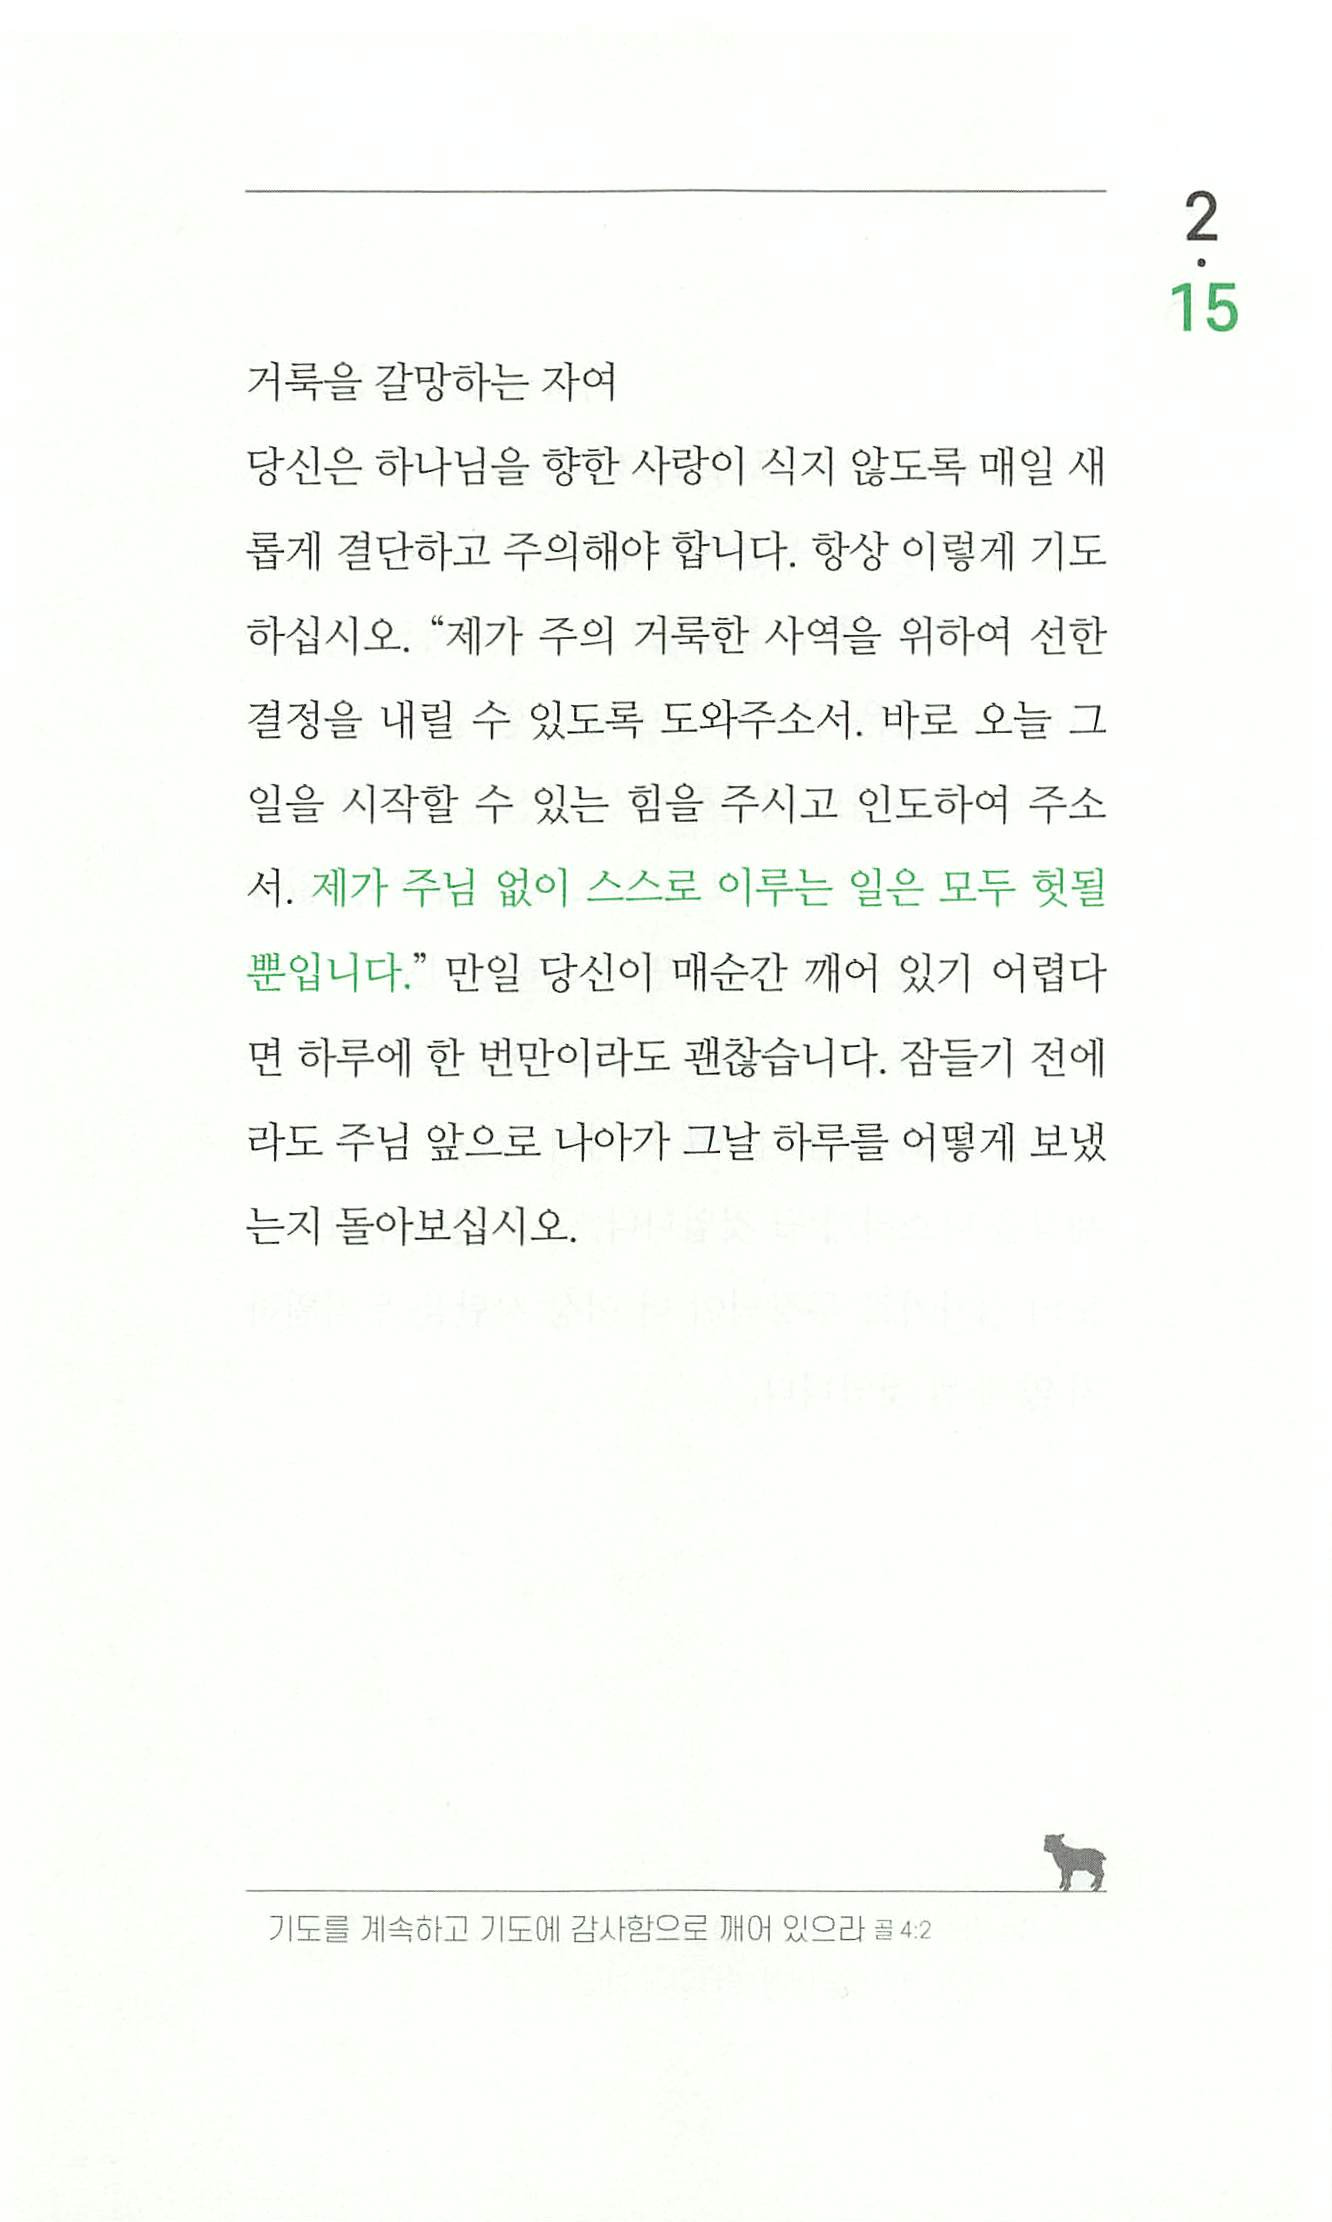 2
·
15
거룩을 갈망하는 자여
당신은 하나님을 향한 사랑이 식지 않도록 매일 새
롭게 결단하고 주의해야 합니다. 항상 이렇게 기도
하십시오. “제가 주의 거룩한 사역을 위하여 선한
결정을 내릴 수 있도록 도와주소서. 바로 오늘 그
일을 시작할 수 있는 힘을 주시고 인도하여 주소
서. 제가 주님 없이 스스로 이루는 일은 모두 헛될
뿐입니다.” 만일 당신이 매순간 깨어 있기 어렵다
면 하루에 한 번만이라도 괜찮습니다. 잠들기 전에
라도 주님 앞으로 나아가 그날 하루를 어떻게 보냈
는지 돌아보십시오.
기도를 계속하고 기도에 감사함으로 깨어 있으라 골 4:2